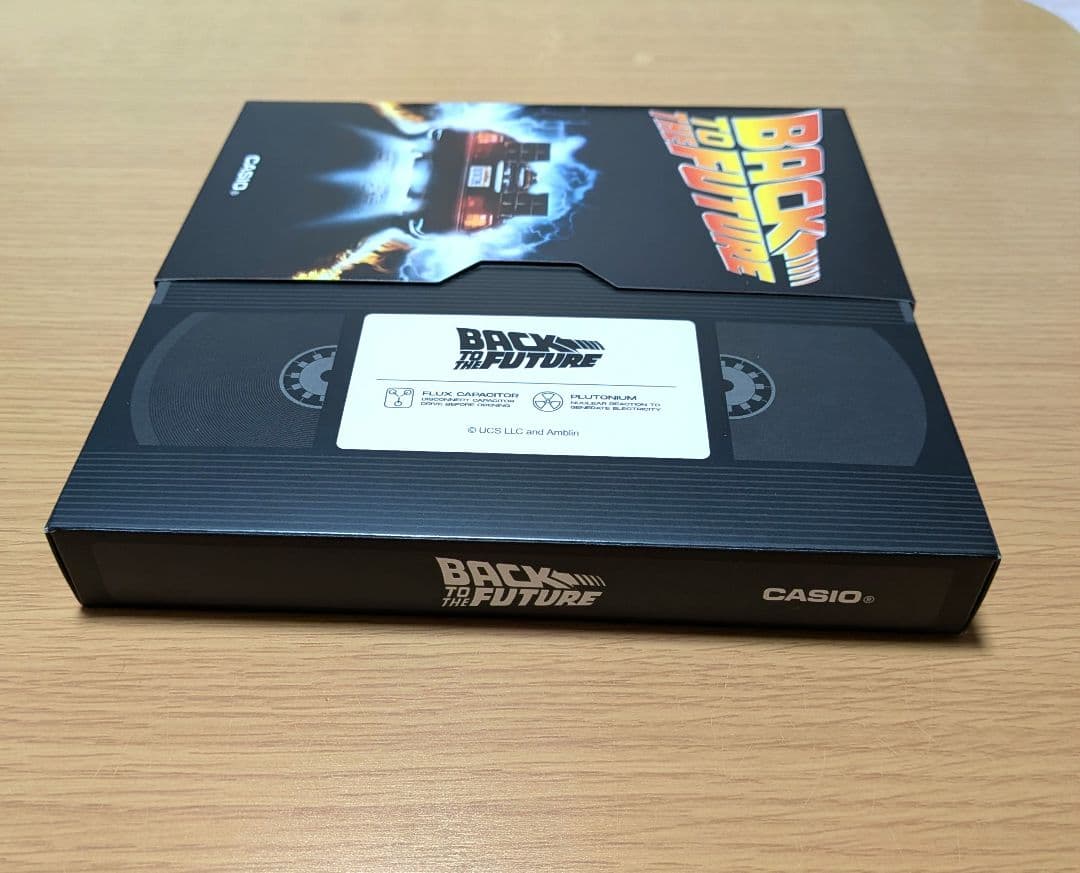 BACK
TO
THE FUTURE
CASIO®
BACK
TO
THE FUTURE
FLUX CAPACITOR
DISCONNECT CAPACITOR
DRIVE BEFORE OPENING
PLUTONIUM
NUCLEAR REACTION TO
GENERATE ELECTRICITY
© UCS LLC and Amblin
BACK
TO
THE FUTURE
CASIO®